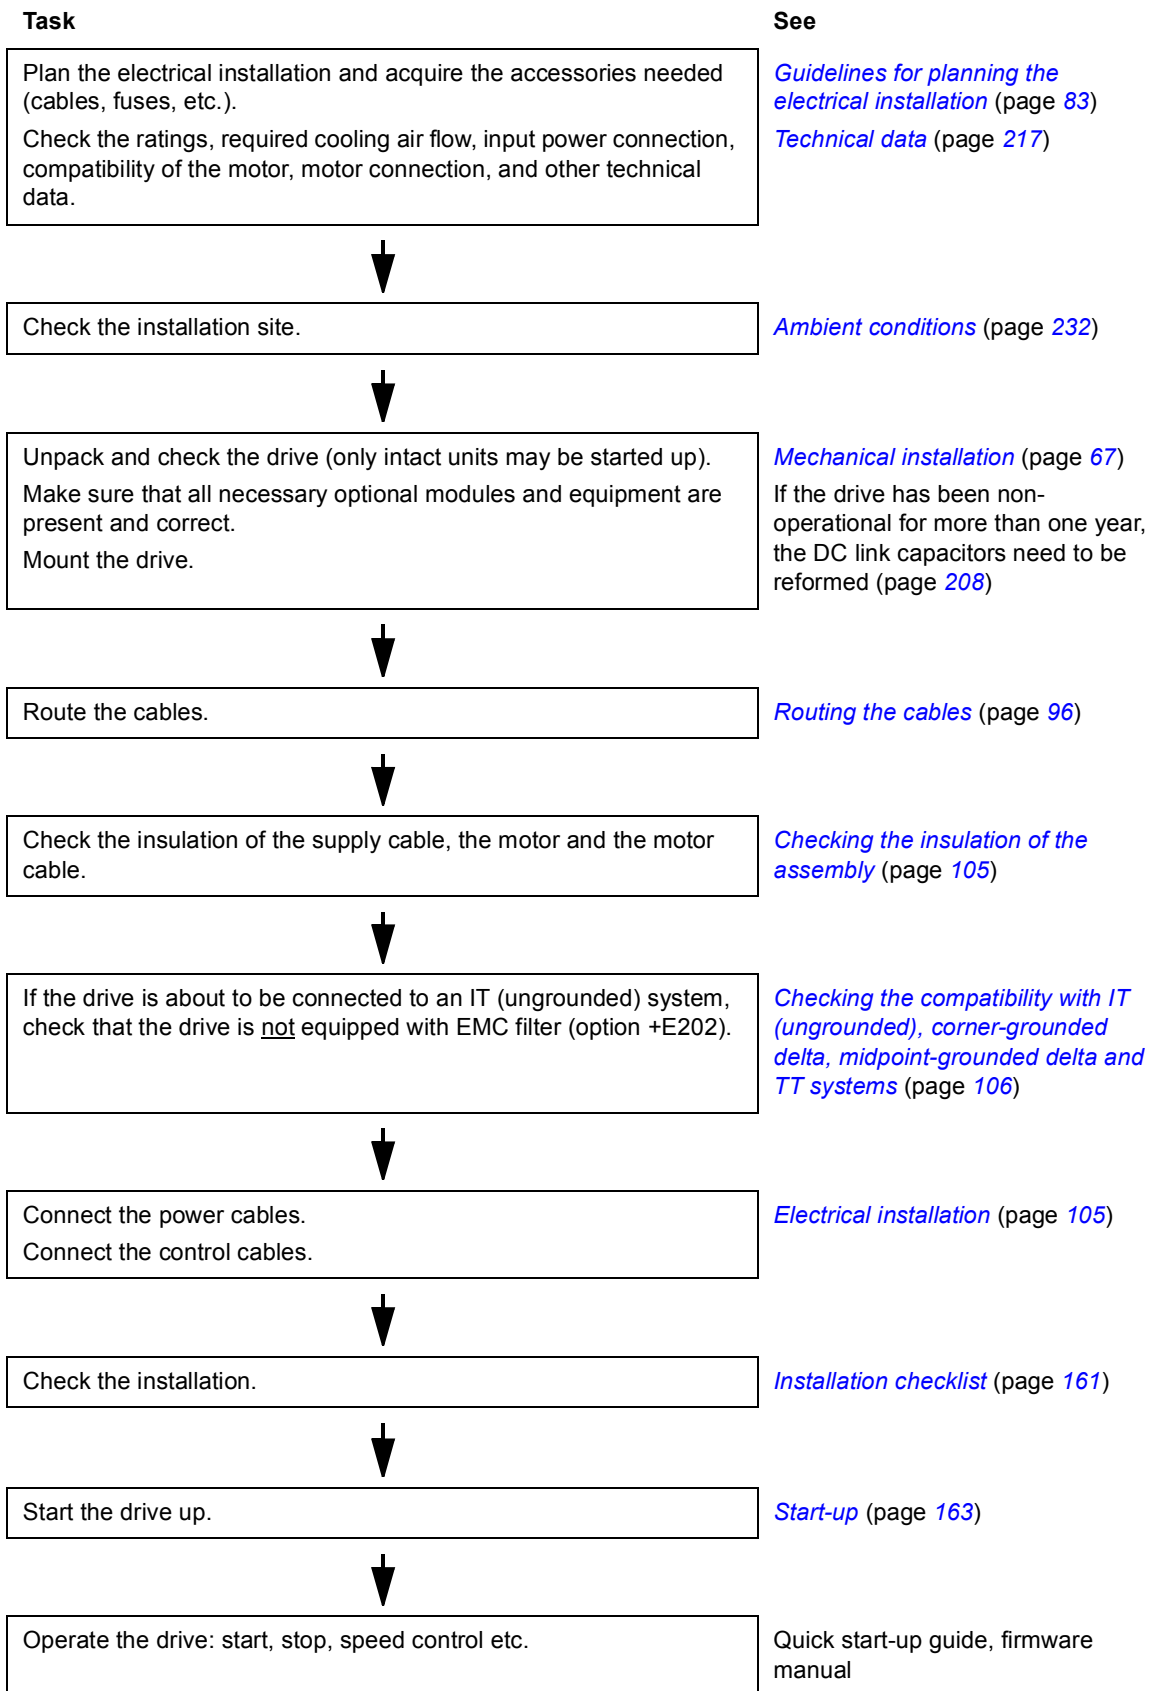 Task
See
Plan the electrical installation and acquire the accessories needed
(cables, fuses, etc.).
Check the ratings, required cooling air flow, input power connection,
compatibility of the motor, motor connection, and other technical
data.
Guidelines for planning the
electrical installation (page 83)
Technical data (page 217)
Check the installation site.
Ambient conditions (page 232)
Unpack and check the drive (only intact units may be started up).
Make sure that all necessary optional modules and equipment are
present and correct.
Mount the drive.
Mechanical installation (page 67)
If the drive has been non-
operational for more than one year,
the DC link capacitors need to be
reformed (page 208)
Route the cables.
Routing the cables (page 96)
Check the insulation of the supply cable, the motor and the motor
cable.
Checking the insulation of the
assembly (page 105)
If the drive is about to be connected to an IT (ungrounded) system,
check that the drive is not equipped with EMC filter (option +E202).
Checking the compatibility with IT
(ungrounded), corner-grounded
delta, midpoint-grounded delta and
TT systems (page 106)
Connect the power cables.
Connect the control cables.
Electrical installation (page 105)
Check the installation.
Installation checklist (page 161)
Start the drive up.
Start-up (page 163)
Operate the drive: start, stop, speed control etc.
Quick start-up guide, firmware
manual